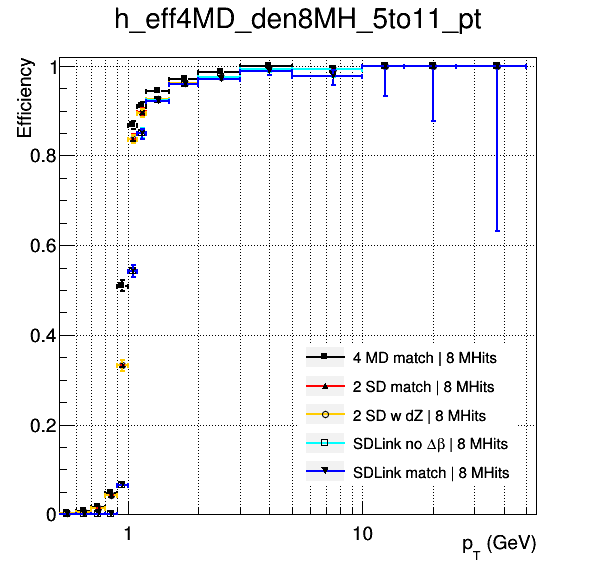 h_eff4MD_den8MH_5to11_pt
Efficiency
1
0.8
0.6
0.4
0.2
0
4 MD match | 8 MHits
2 SD match | 8 MHits
2 SD w dZ | 8 MHits
SDLink no Δβ | 8 MHits
SDLink match | 8 MHits
1
10
p_T (GeV)